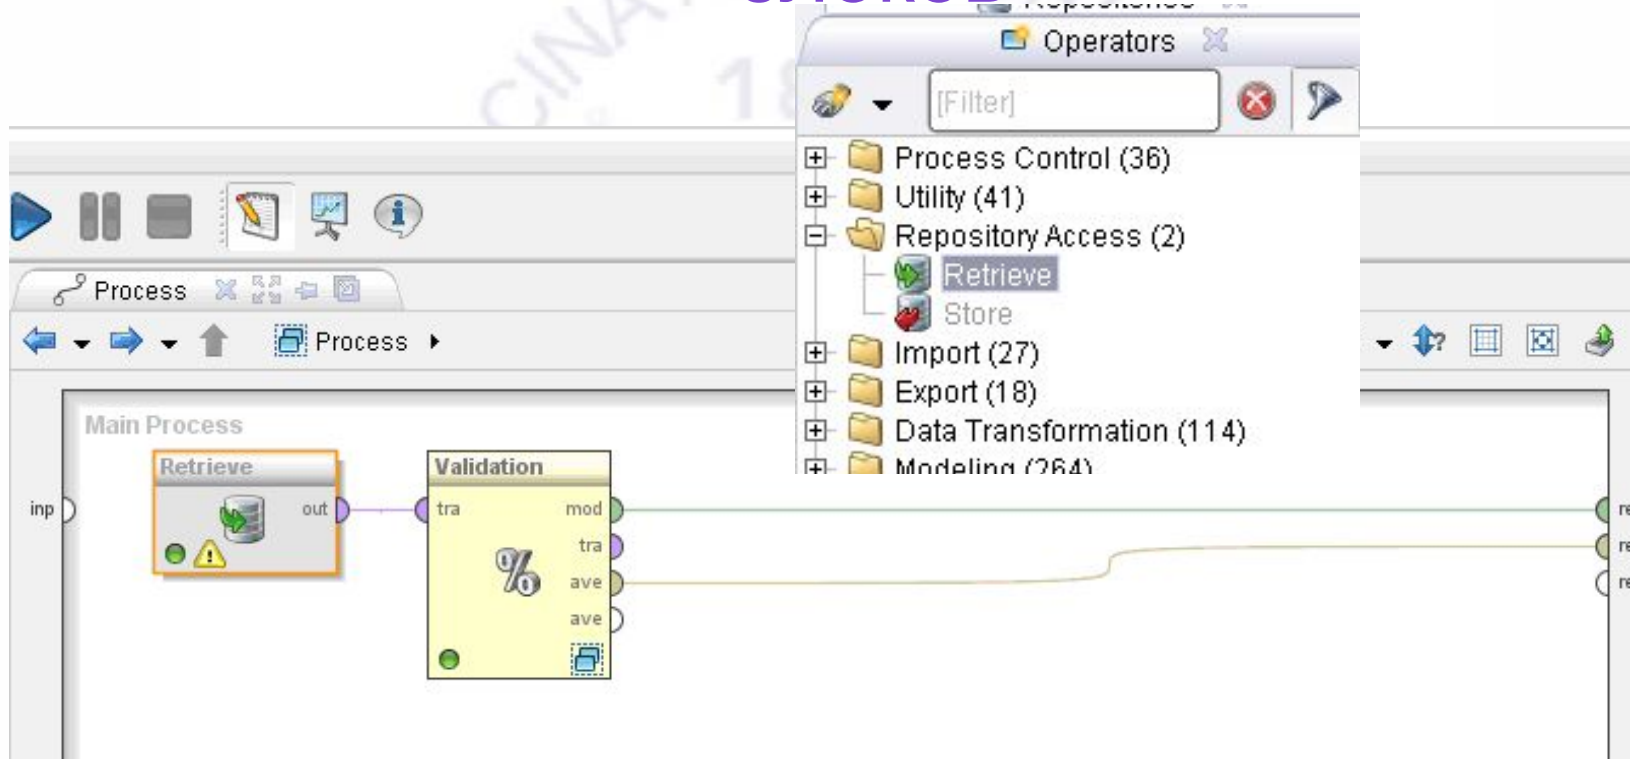 Operators
[Filter]
Process Control (36)
Utility (41)
Repository Access (2)
Retrieve
Store
Import (27)
Export (18)
Data Transformation (114)
Modeling (264)
Process
Process
Main Process
Retrieve
Validation
inp
out
tra
mod
tra
ave
ave